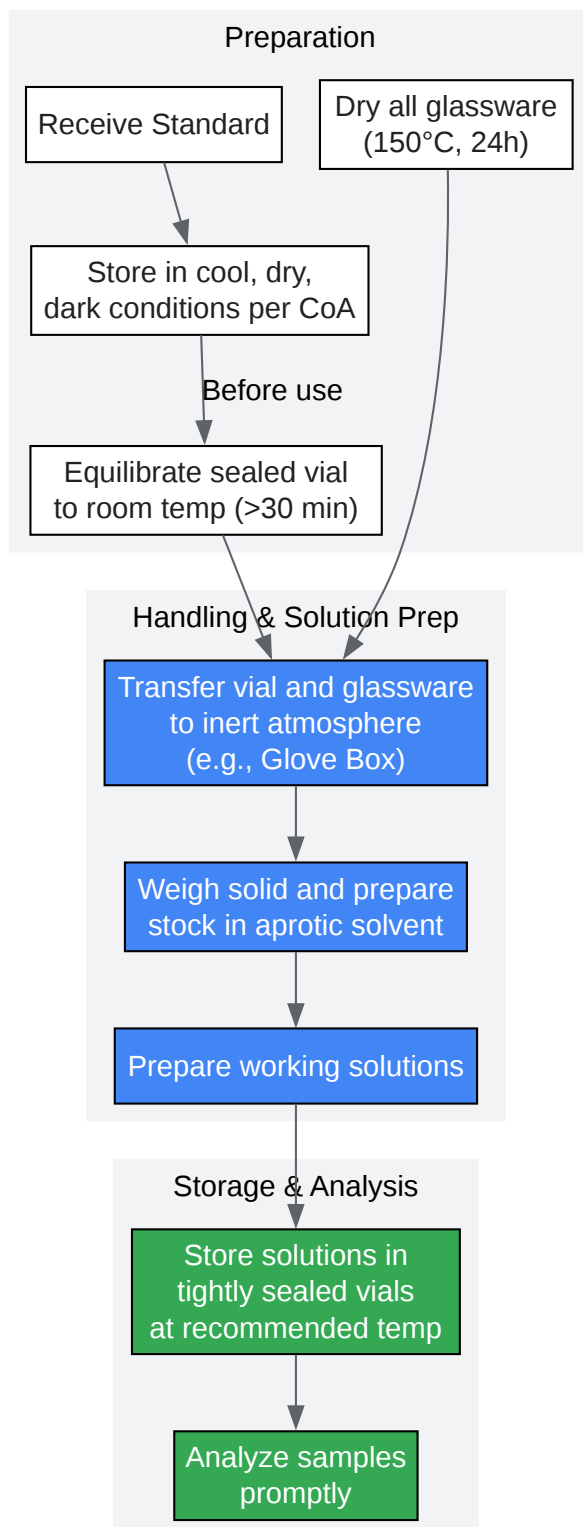 Preparation
Receive Standard
Dry all glassware
(150°C, 24h)
Store in cool, dry,
dark conditions per CoA
Before use
Equilibrate sealed vial
to room temp (>30 min)
Handling & Solution Prep
Transfer vial and glassware
to inert atmosphere
(e.g., Glove Box)
Weigh solid and prepare
stock in aprotic solvent
Prepare working solutions
Storage & Analysis
Store solutions in
tightly sealed vials
at recommended temp
Analyze samples
promptly